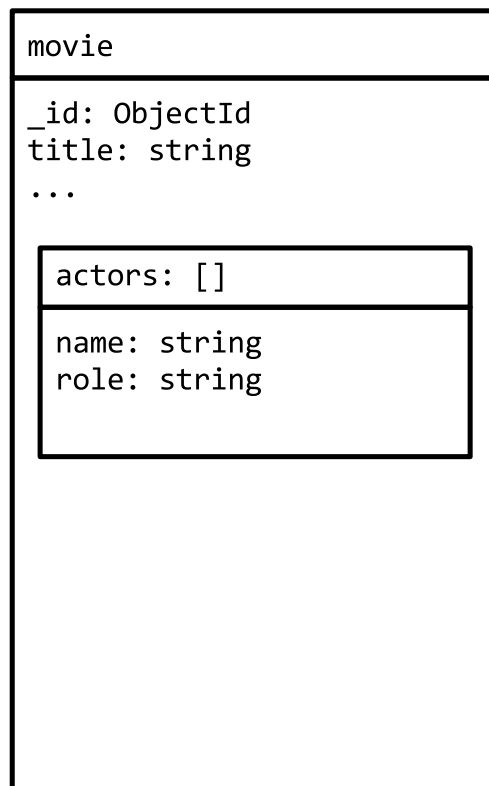 movie
_id: ObjectId
title: string
...
actors: []
name: string
role: string